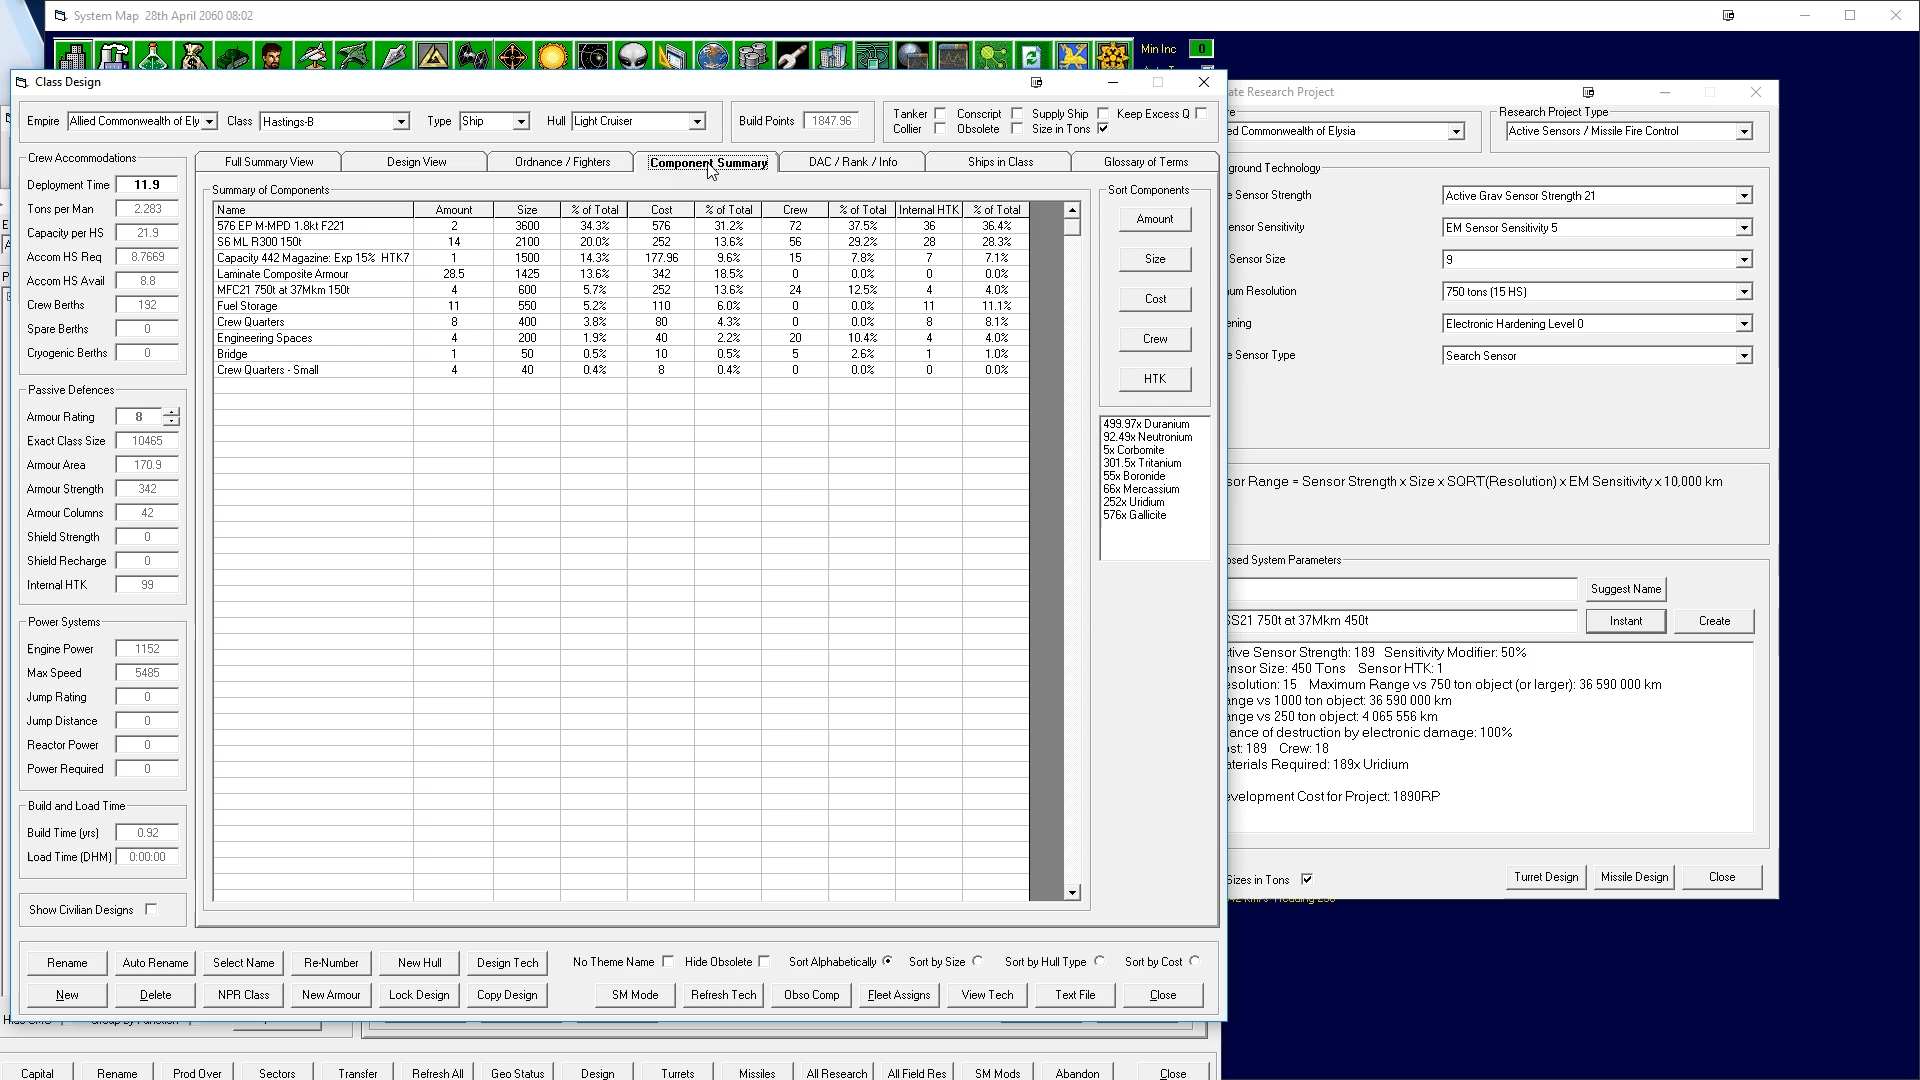 System Map  28th April 2060 08:02
Min Inc 0
Class Design
Empire Allied Commonwealth of Ely Class Hastings-B Type Ship Hull Light Cruiser Build Points 1847.96
Tanker Conscript Supply Ship Keep Excess Q
Collier Obsolete Size in Tons
Full Summary View Design View Ordnance / Fighters Component Summary DAC / Rank / Info Ships in Class Glossary of Terms
Crew Accommodations
Deployment Time 11.9
Tons per Man 2.283
Capacity per HS 21.9
Accom HS Req 8.7669
Accom HS Avail 8.8
Crew Berths 192
Spare Berths 0
Cryogenic Berths 0
Passive Defences
Armour Rating 8
Exact Class Size 10465
Armour Area 170.9
Armour Strength 342
Armour Columns 42
Shield Strength 0
Shield Recharge 0
Internal HTK 99
Power Systems
Engine Power 1152
Max Speed 5485
Jump Rating 0
Jump Distance 0
Reactor Power 0
Power Required 0
Build and Load Time
Build Time (yrs) 0.92
Load Time (DHM) 0:00:00
Show Civilian Designs
Summary of Components
Name Amount Size % of Total Cost % of Total Crew % of Total Internal HTK % of Total
576 EP M-MPD 1.8kt F221 2 3600 34.3% 576 31.2% 72 37.5% 36 36.4%
S6 ML R300 150t 14 2100 20.0% 252 13.6% 56 29.2% 28 28.3%
Capacity 442 Magazine: Exp 15%  HTK7 1 1500 14.3% 177.96 9.6% 15 7.8% 7 7.1%
Laminate Composite Armour 28.5 1425 13.6% 342 18.5% 0 0.0% 0 0.0%
MFC21 750t at 37Mkm 150t 4 600 5.7% 252 13.6% 24 12.5% 4 4.0%
Fuel Storage 11 550 5.2% 110 6.0% 0 0.0% 11 11.1%
Crew Quarters 8 400 3.8% 80 4.3% 0 0.0% 8 8.1%
Engineering Spaces 4 200 1.9% 40 2.2% 20 10.4% 4 4.0%
Bridge 1 50 0.5% 10 0.5% 5 2.6% 1 1.0%
Crew Quarters - Small 4 40 0.4% 8 0.4% 0 0.0% 0 0.0%
Sort Components
Amount
Size
Cost
Crew
HTK
499.97x Duranium
92.49x Neutronium
5x Corbomite
301.5x Tritanium
55x Boronide
66x Mercassium
252x Uridium
576x Gallicite
Rename Auto Rename Select Name Re-Number New Hull Design Tech No Theme Name Hide Obsolete Sort Alphabetically Sort by Size Sort by Hull Type Sort by Cost
New Delete NPR Class New Armour Lock Design Copy Design SM Mode Refresh Tech Obso Comp Fleet Assigns View Tech Text File Close
ate Research Project
Research Project Type
ed Commonwealth of Elysia Active Sensors / Missile Fire Control
ground Technology
e Sensor Strength Active Grav Sensor Strength 21
ensor Sensitivity EM Sensor Sensitivity 5
Sensor Size 9
um Resolution 750 tons (15 HS)
ening Electronic Hardening Level 0
e Sensor Type Search Sensor
sor Range = Sensor Strength x Size x SQRT(Resolution) x EM Sensitivity x 10,000 km
osed System Parameters
Suggest Name
S21 750t at 37Mkm 450t Instant Create
tive Sensor Strength: 189   Sensitivity Modifier: 50%
ensor Size: 450 Tons    Sensor HTK: 1
esolution: 15    Maximum Range vs 750 ton object (or larger): 36 590 000 km
nge vs 1000 ton object: 36 590 000 km
nge vs 250 ton object: 4 065 556 km
ance of destruction by electronic damage: 100%
st: 189   Crew: 18
aterials Required: 189x Uridium
evelopment Cost for Project: 1890RP
Sizes in Tons Turret Design Missile Design Close
Capital Rename Prod Over Sectors Transfer Refresh All Geo Status Design Turrets Missiles All Research All Field Res SM Mods Abandon Close